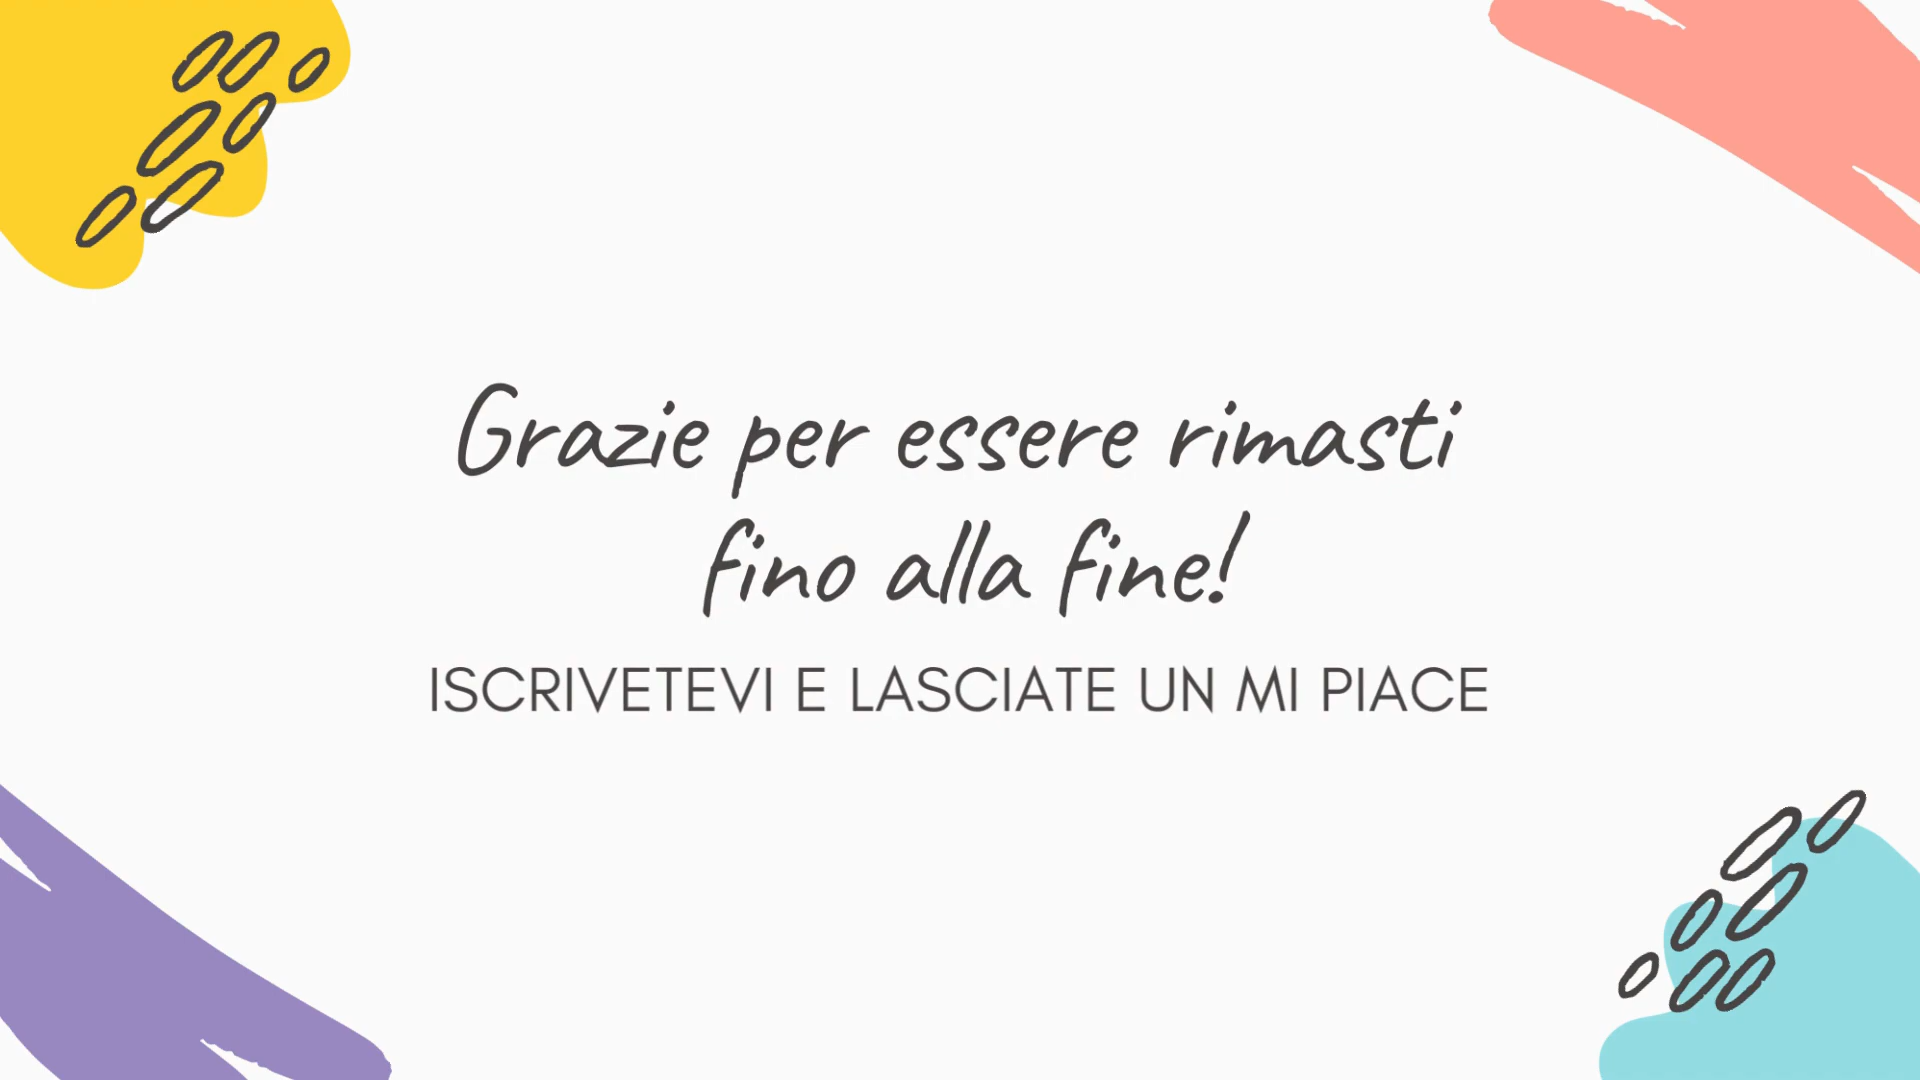 Grazie per essere rimasti
fino alla fine!
ISCRIVETEVI E LASCIATE UN MI PIACE